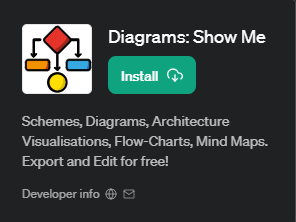 Diagrams: Show Me
Install
Schemes, Diagrams, Architecture
Visualisations, Flow-Charts, Mind Maps.
Export and Edit for free!
Developer info